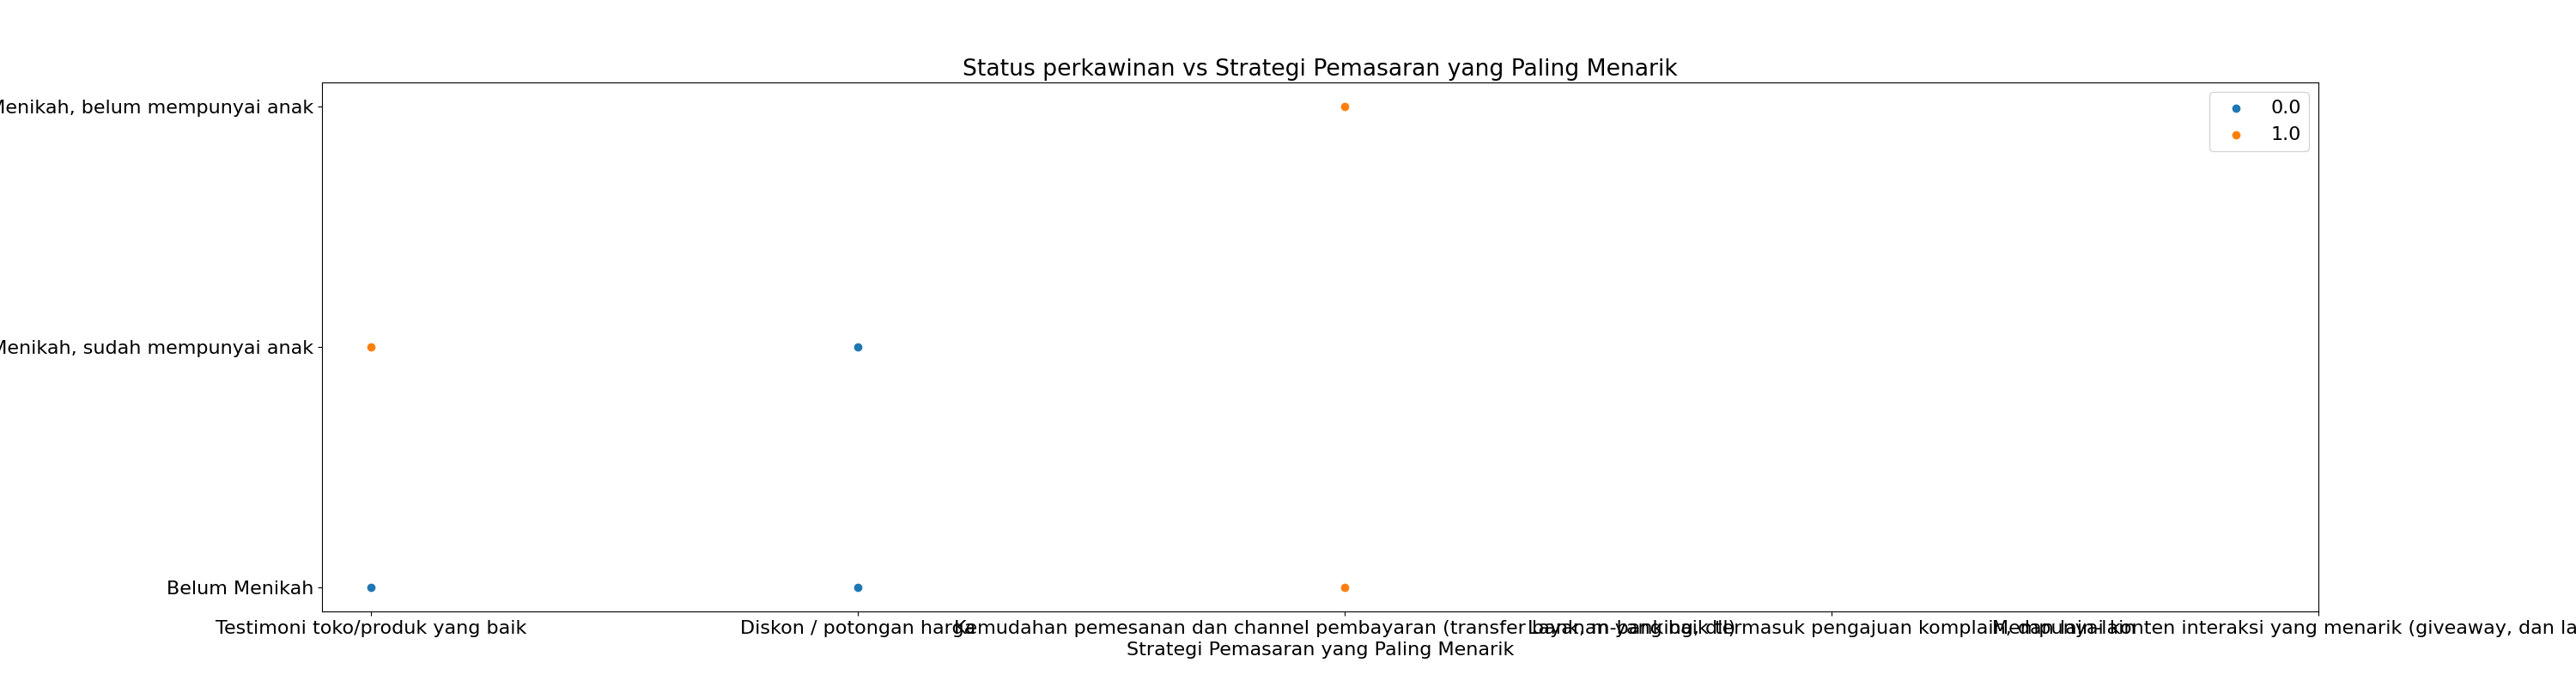 Status perkawinan vs Strategi Pemasaran yang Paling Menarik
Menikah, belum mempunyai anak
0.0
1.0
Menikah, sudah mempunyai anak
Belum Menikah
Testimoni toko/produk yang baik
Diskon / potongan harga
Kemudahan pemesanan dan channel pembayaran (transfer bank, m-banking, dll)
Layanan yang baik termasuk pengajuan komplain, dan lain-lain
Mempunyai konten interaksi yang menarik (giveaway, dan
Strategi Pemasaran yang Paling Menarik